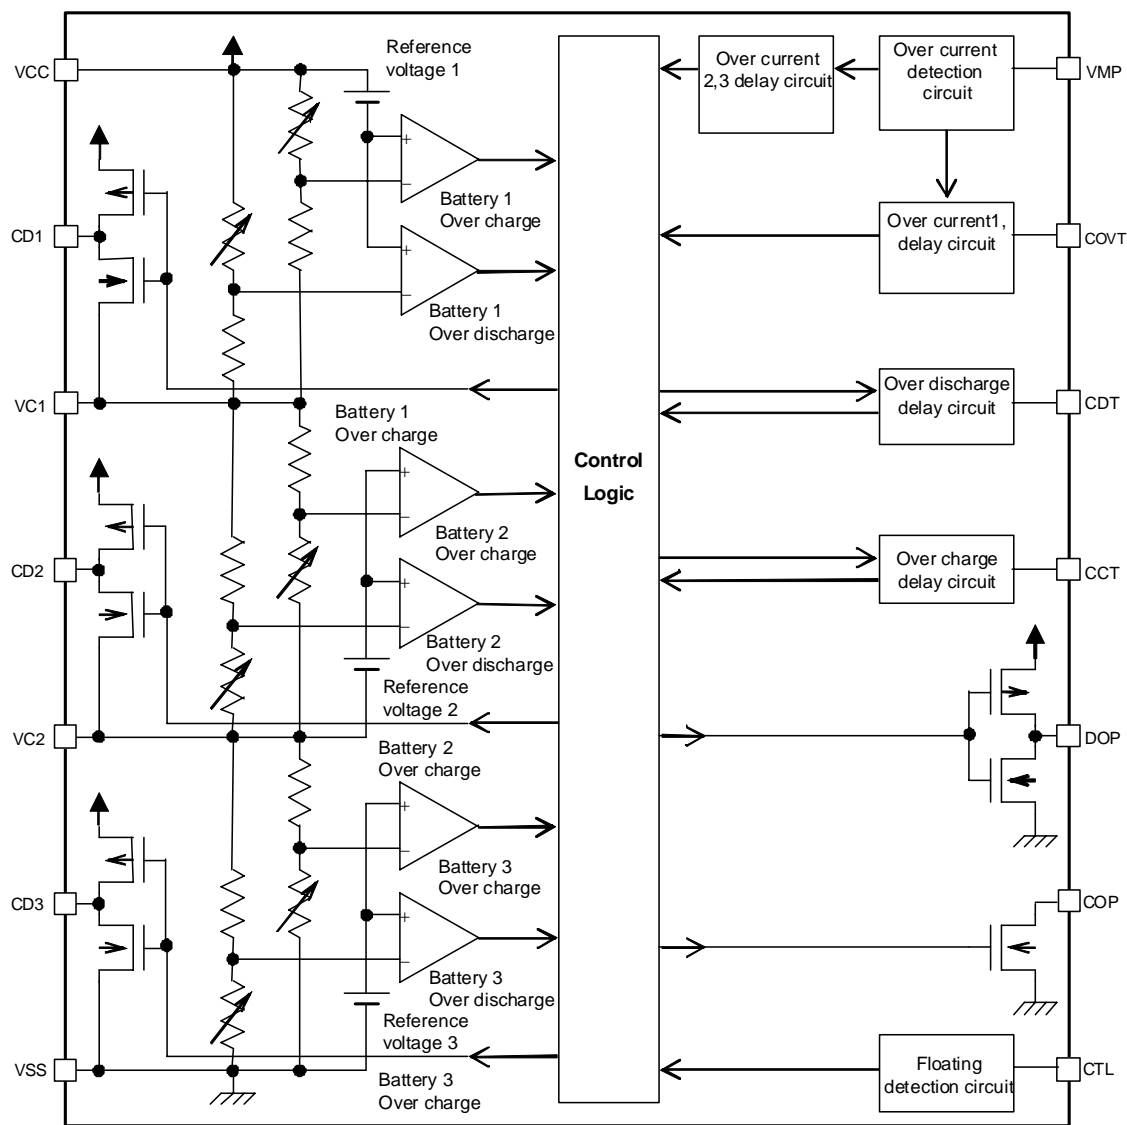 Reference
voltage 1
VCC
Over current
2,3 delay circuit
Over current
detection
circuit
VMP
+
−
Battery 1
Over charge
CD1
+
−
Battery 1
Over discharge
Over current1,
delay circuit
COVT
VC1
Battery 1
Over charge
Over discharge
delay circuit
CDT
Control
Logic
+
−
Battery 2
Over charge
CD2
+
−
Battery 2
Over discharge
Over charge
delay circuit
CCT
Reference
voltage 2
VC2
DOP
Battery 2
Over charge
+
−
Battery 3
Over charge
CD3
COP
+
−
Battery 3
Over discharge
Reference
voltage 3
VSS
Battery 3
Over charge
Floating
detection circuit
CTL